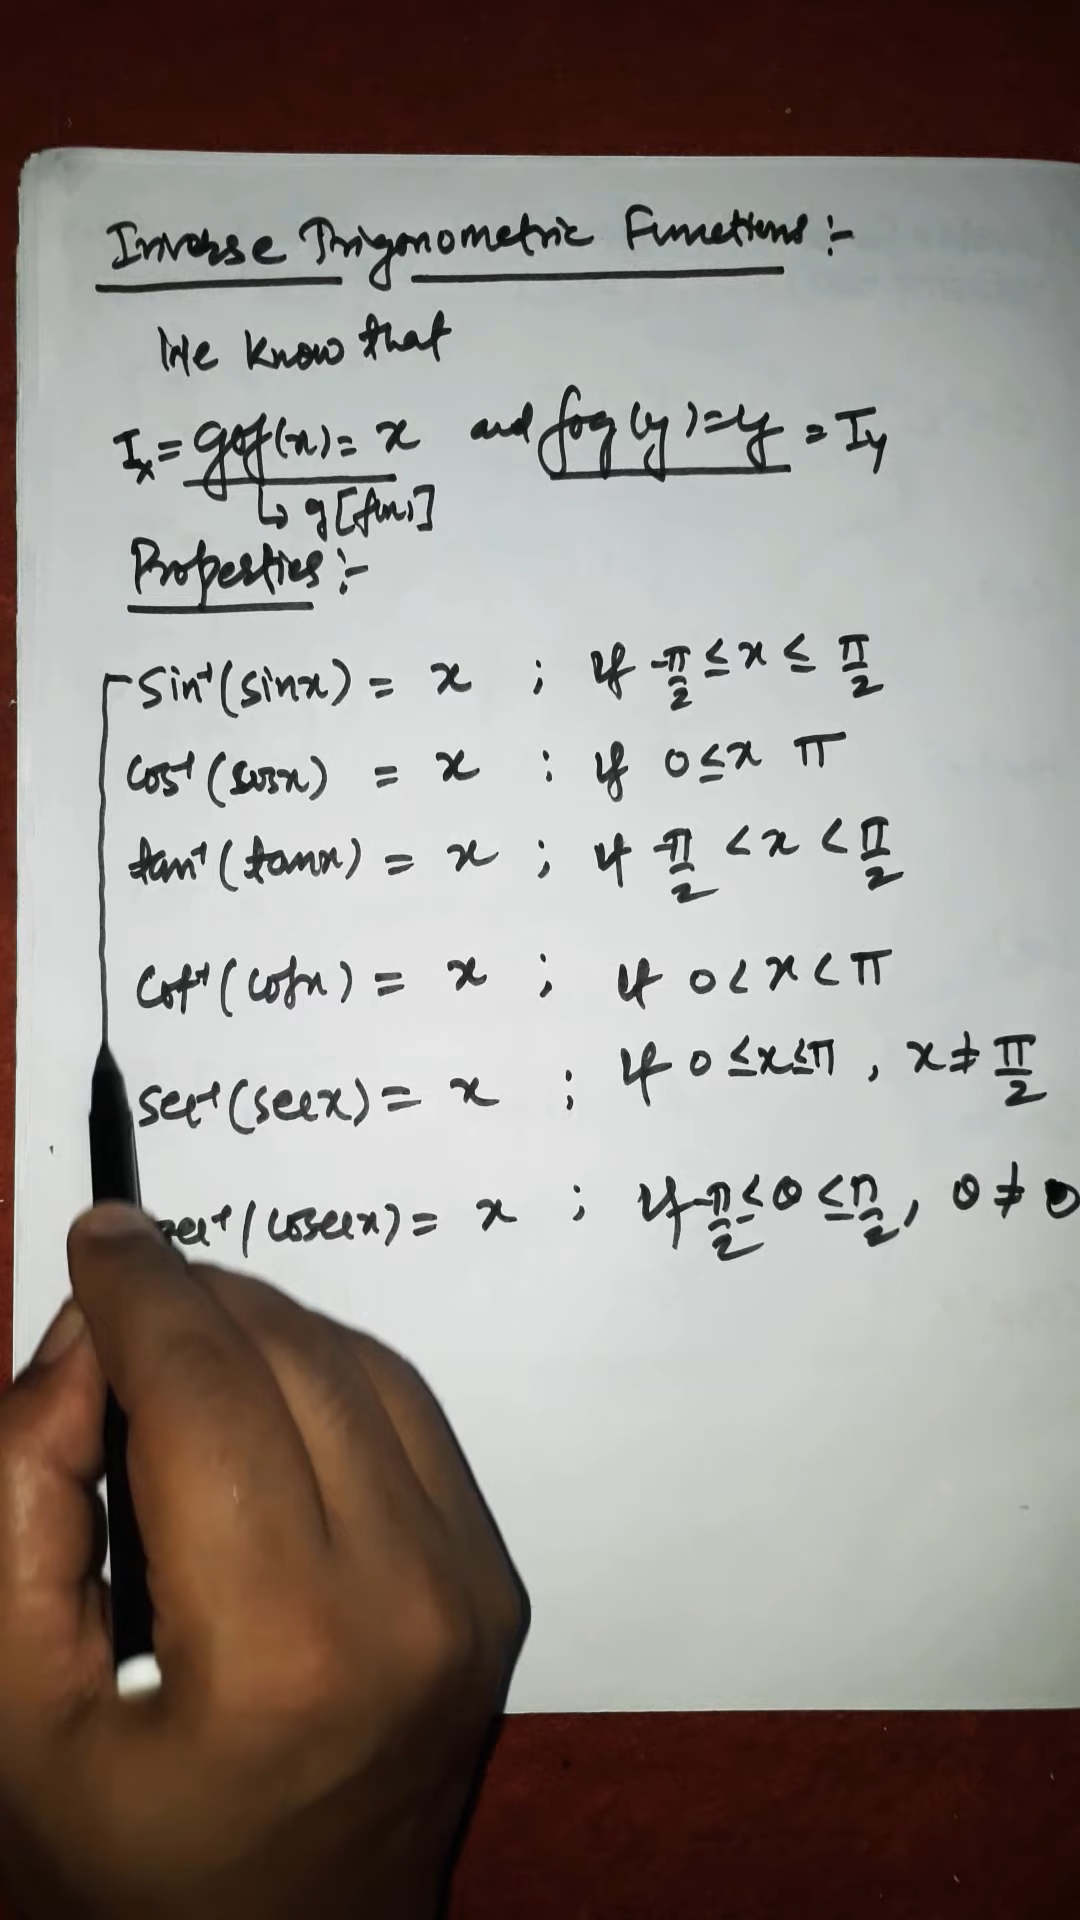 Inverse Trigonometric Functions :-
We know that
Iₓ = gof(x) = x and fog(y) = y = Iᵧ
↳ g[f(x)]
Properties :-
Sin⁻¹(sinx) = x ; if -π/2 ≤ x ≤ π/2
Cos⁻¹(cosx) = x ; if 0 ≤ x π
tan⁻¹(tanx) = x ; if -π/2 < x < π/2
Cot⁻¹(cotx) = x ; if 0 < x < π
sec⁻¹(secx) = x ; if 0 ≤ x ≤ π , x ≠ π/2
sec⁻¹(cosecx) = x ; if -π/2 ≤ θ ≤ π/2, θ ≠ 0